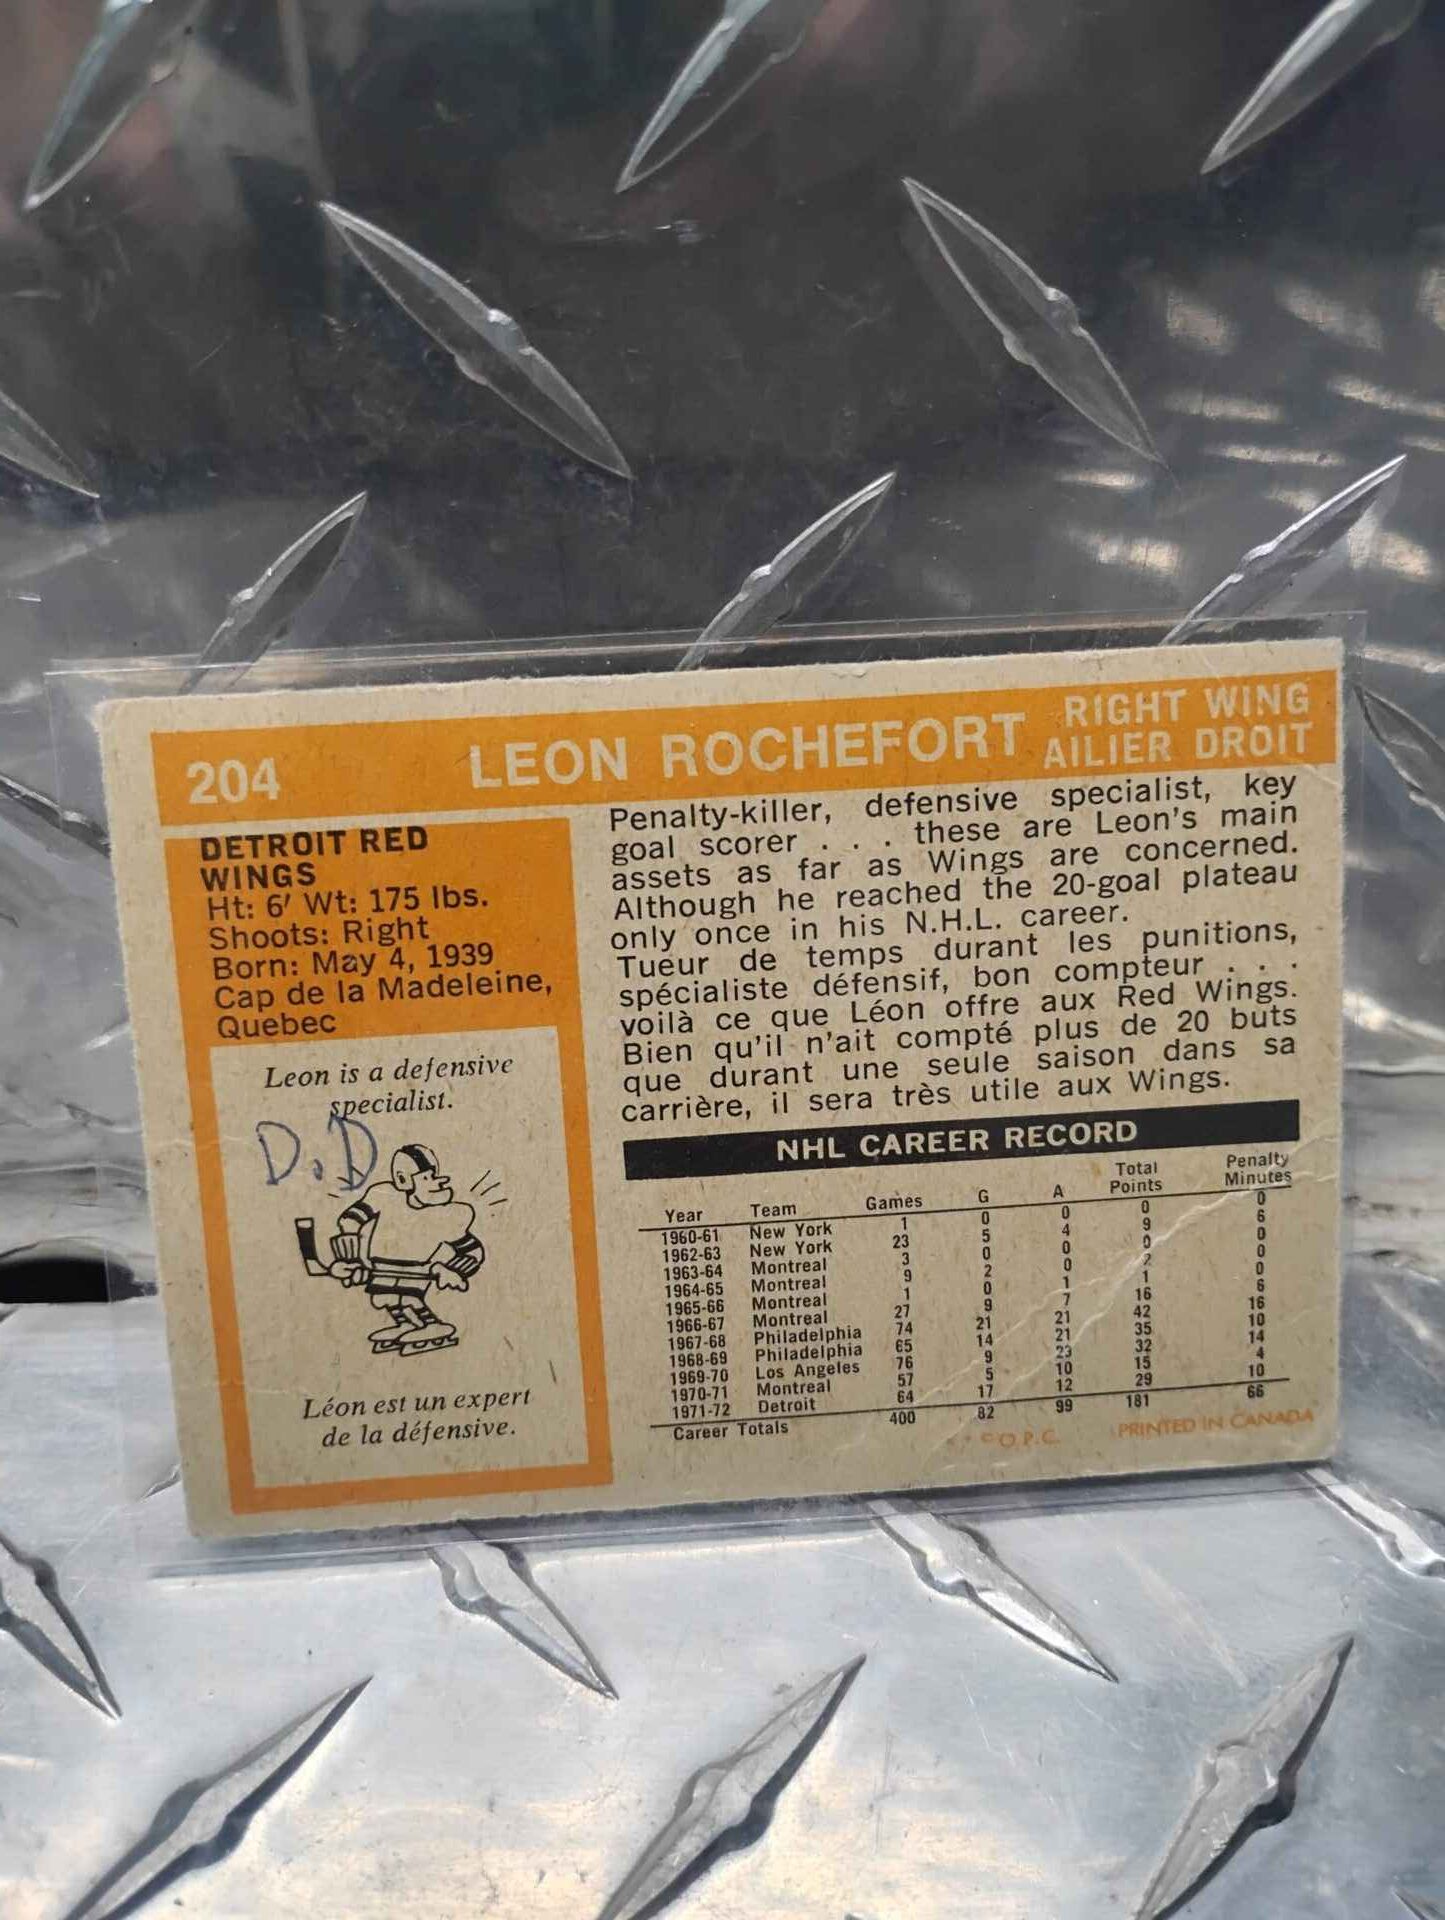 204 LEON ROCHEFORT RIGHT WING
AILIER DROIT
DETROIT RED
WINGS
Ht: 6' Wt: 175 lbs.
Shoots: Right
Born: May 4, 1939
Cap de la Madeleine,
Quebec
Leon is a defensive
specialist.
D.D
Léon est un expert
de la défensive.
Penalty-killer, defensive specialist, key
goal scorer . . . these are Leon's main
assets as far as Wings are concerned.
Although he reached the 20-goal plateau
only once in his N.H.L. career.
Tueur de temps durant les punitions,
spécialiste défensif, bon compteur . . .
voilà ce que Léon offre aux Red Wings.
Bien qu'il n'ait compté plus de 20 buts
que durant une seule saison dans sa
carrière, il sera très utile aux Wings.
NHL CAREER RECORD
Year Team Games G A Total Points Penalty Minutes
1960-61 New York 1 0 0 0 0
1962-63 New York 23 5 4 9 6
1963-64 Montreal 3 0 0 0 0
1964-65 Montreal 9 2 0 2 0
1965-66 Montreal 1 0 1 1 0
1966-67 Montreal 27 9 7 16 6
1967-68 Philadelphia 74 21 21 42 16
1968-69 Philadelphia 65 14 21 35 10
1969-70 Los Angeles 76 9 23 32 14
1970-71 Montreal 57 5 10 15 4
1971-72 Detroit 64 17 12 29 10
Career Totals 400 82 99 181 66
© O.P.C. PRINTED IN CANADA